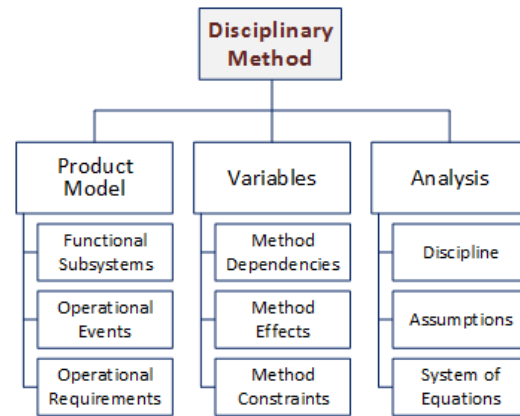 Disciplinary
Method
Product
Model
Variables
Analysis
Functional
Subsystems
Operational
Events
Operational
Requirements
Method
Dependencies
Method
Effects
Method
Constraints
Discipline
Assumptions
System of
Equations